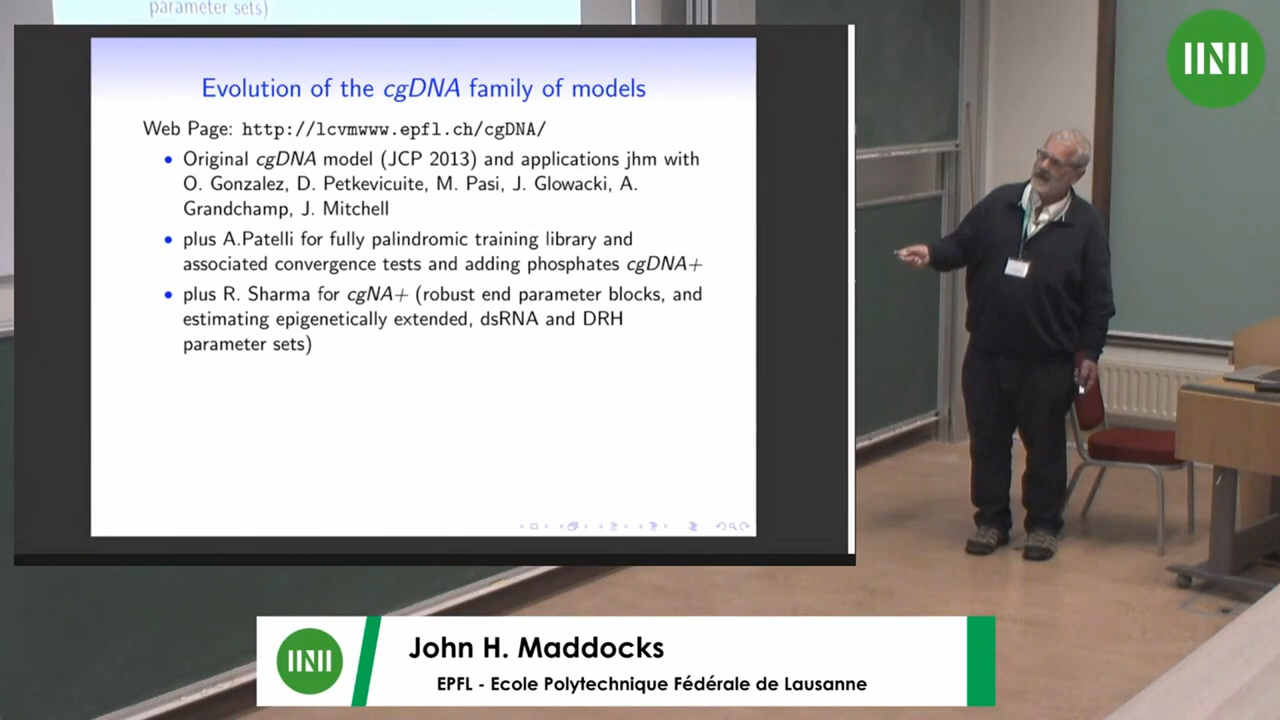 parameter sets)
Evolution of the cgDNA family of models
Web Page: http://lcvmwww.epfl.ch/cgDNA/
• Original cgDNA model (JCP 2013) and applications jhm with
O. Gonzalez, D. Petkevicuite, M. Pasi, J. Glowacki, A.
Grandchamp, J. Mitchell
• plus A.Patelli for fully palindromic training library and
associated convergence tests and adding phosphates cgDNA+
• plus R. Sharma for cgNA+ (robust end parameter blocks, and
estimating epigenetically extended, dsRNA and DRH
parameter sets)
John H. Maddocks
EPFL - Ecole Polytechnique Fédérale de Lausanne